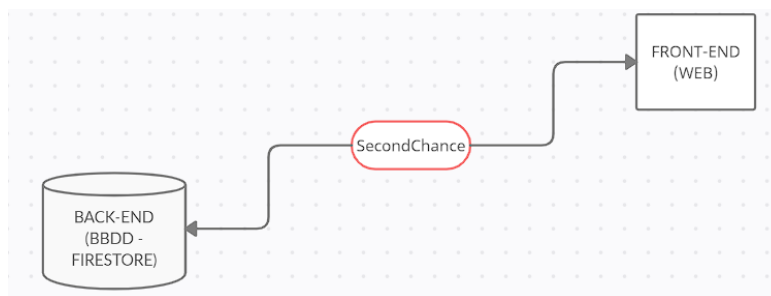 FRONT-END
(WEB)
SecondChance
BACK-END
(BBDD -
FIRESTORE)